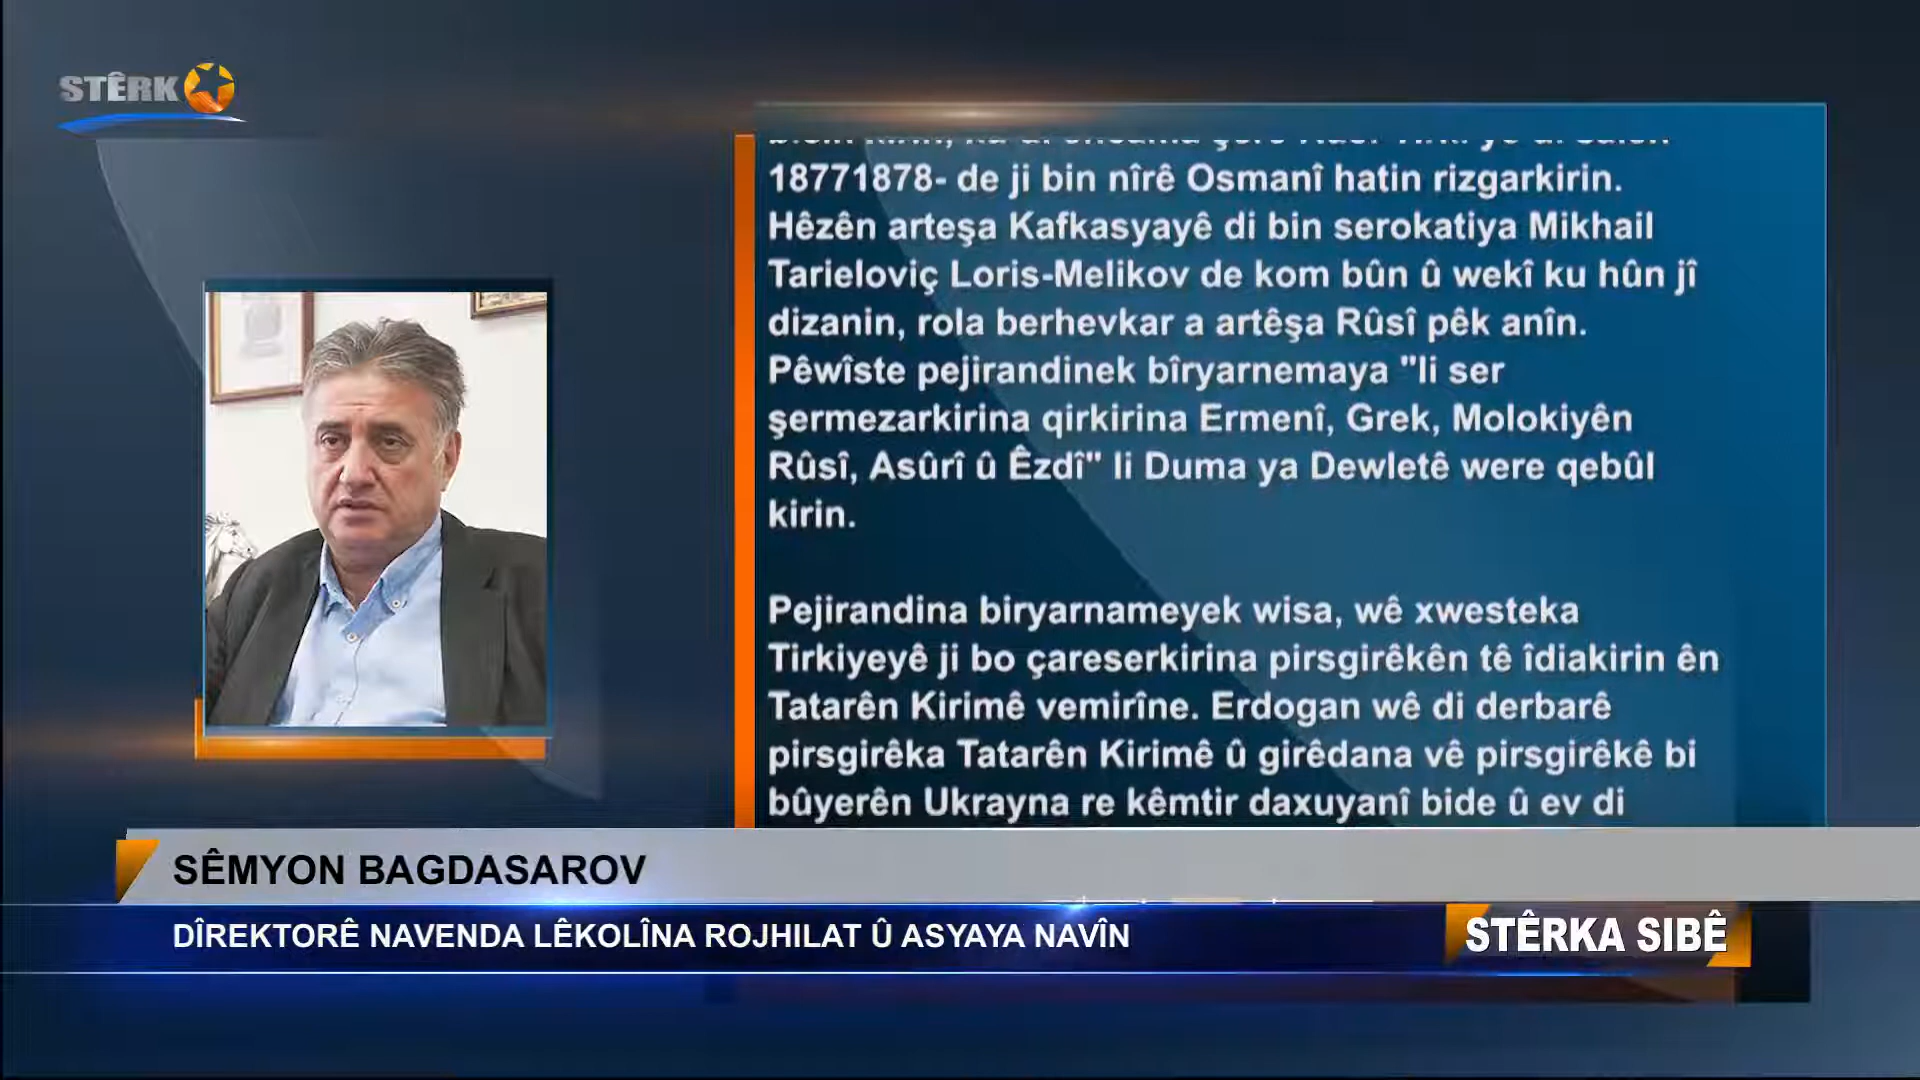 STÊRK
18771878- de ji bin nîrê Osmanî hatin rizgarkirin.
Hêzên arteşa Kafkasyayê di bin serokatiya Mikhail
Tarieloviç Loris-Melikov de kom bûn û wekî ku hûn jî
dizanin, rola berhevkar a artêşa Rûsî pêk anîn.
Pêwîste pejirandinek bîryarnemaya "li ser
şermezarkirina qirkirina Ermenî, Grek, Molokiyên
Rûsî, Asûrî û Êzdî" li Duma ya Dewletê were qebûl
kirin.
Pejirandina biryarnameyek wisa, wê xwesteka
Tirkiyeyê ji bo çareserkirina pirsgirêkên tê îdiakirin ên
Tatarên Kirimê vemirîne. Erdogan wê di derbarê
pirsgirêka Tatarên Kirimê û girêdana vê pirsgirêkê bi
bûyerên Ukrayna re kêmtir daxuyanî bide û ev di
SÊMYON BAGDASAROV
DÎREKTORÊ NAVENDA LÊKOLÎNA ROJHILAT Û ASYAYA NAVÎN
STÊRKA SIBÊ